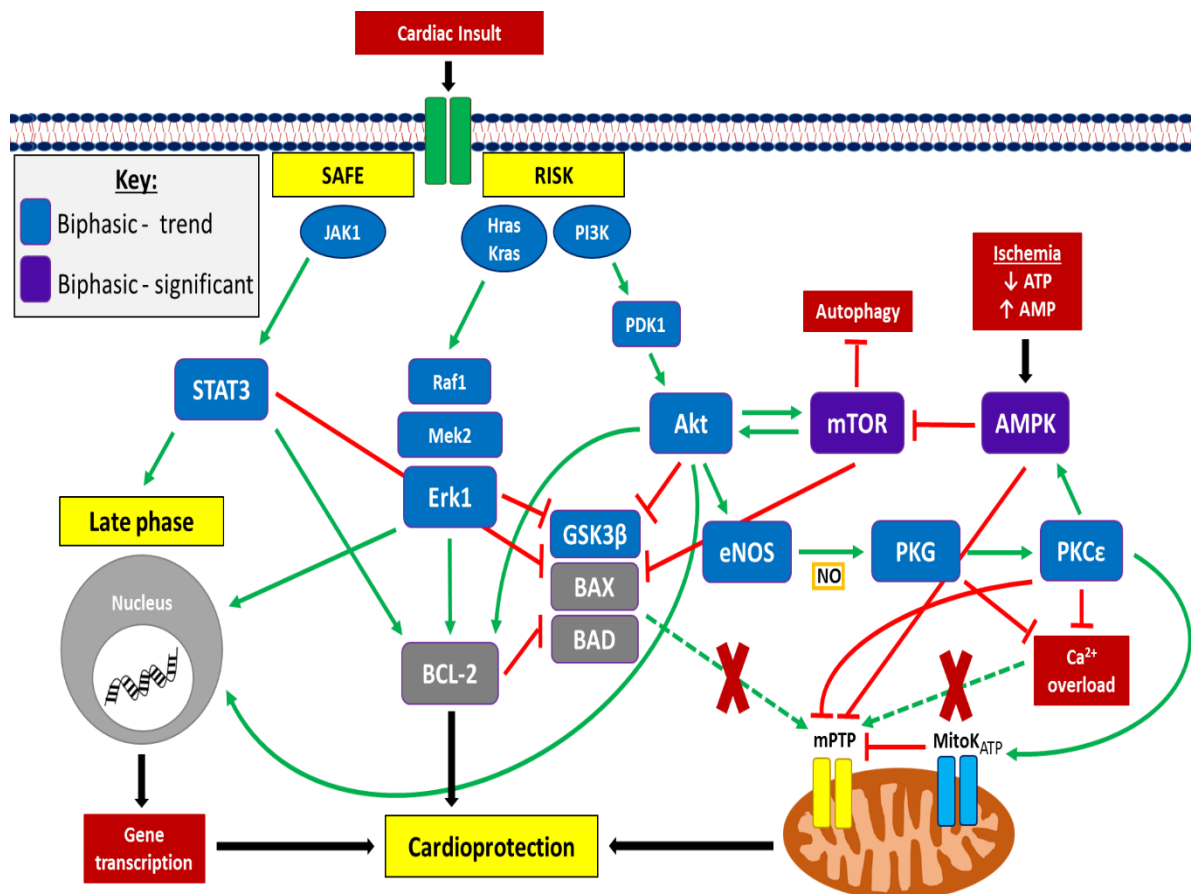 Cardiac Insult
Key:
Biphasic - trend
Biphasic - significant
SAFE
RISK
JAK1
Hras
Kras
PI3K
Ischemia
↓ ATP
↑ AMP
Autophagy
PDK1
STAT3
Raf1
Mek2
Erk1
Akt
mTOR
AMPK
Late phase
GSK3β
BAX
BAD
eNOS
NO
PKG
PKCε
Nucleus
BCL-2
Ca²⁺
overload
mPTP
MitoK_ATP
Gene
transcription
Cardioprotection